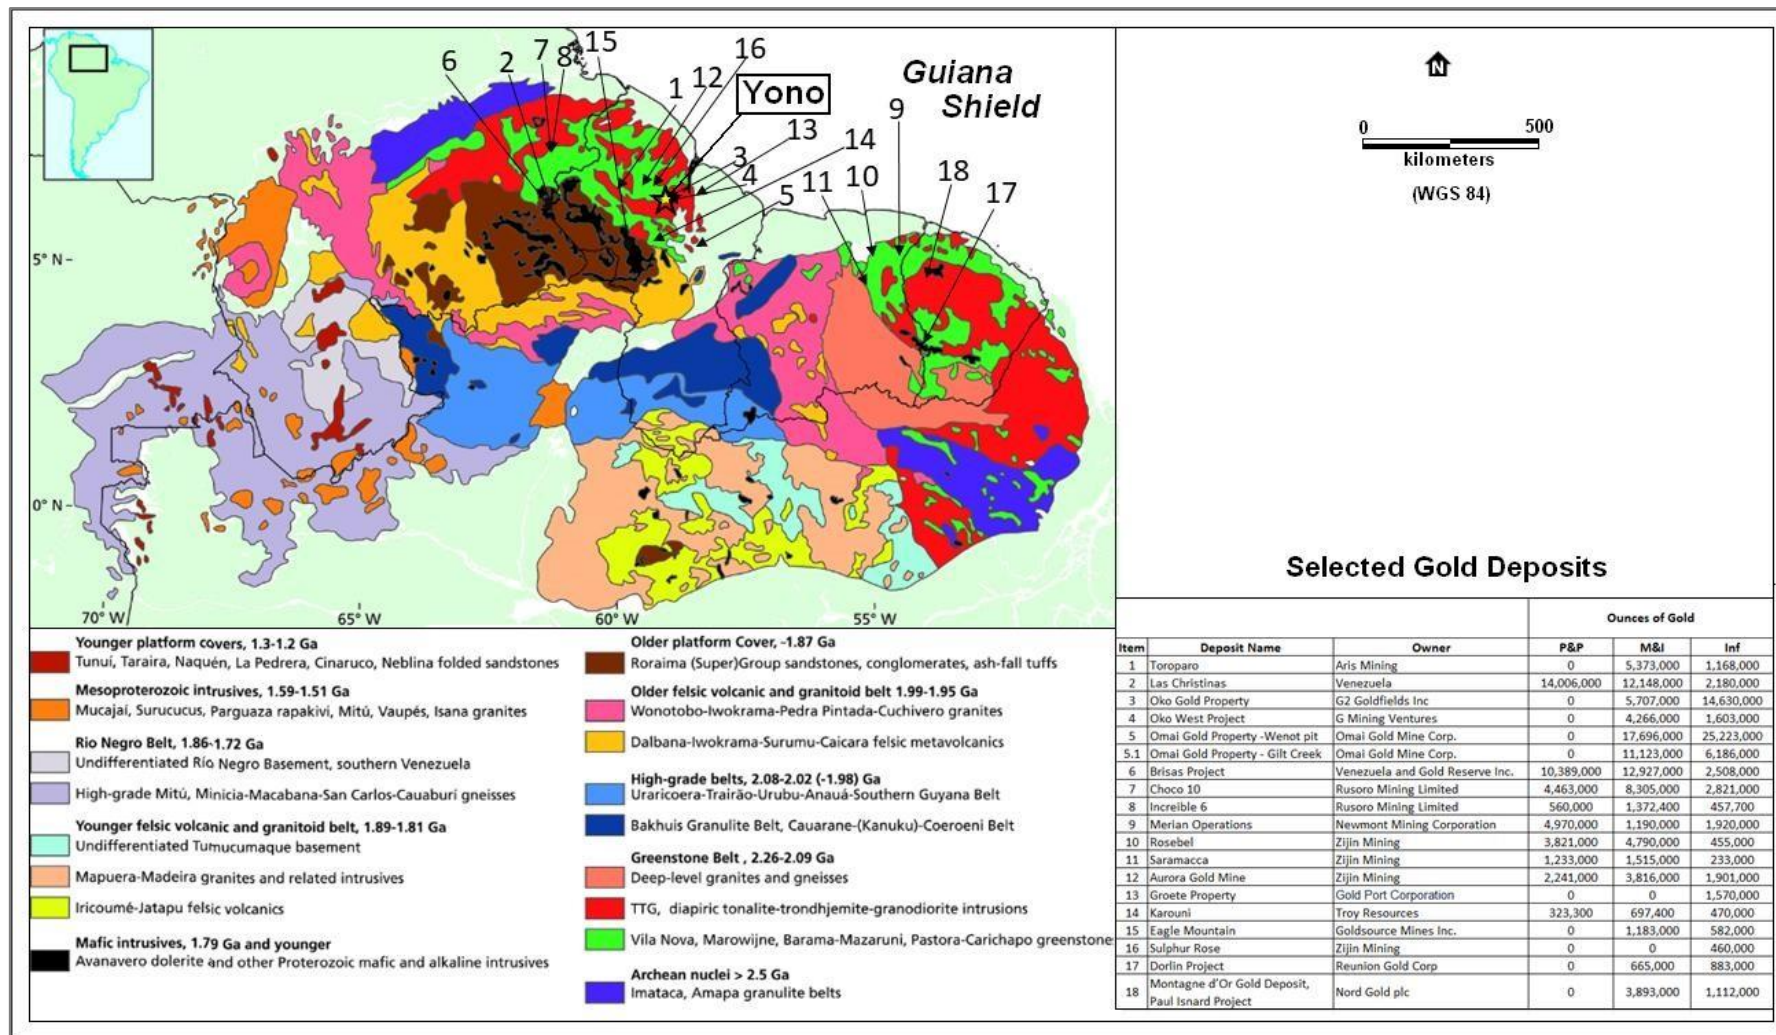 6
2
7
8
15
16
1
12
Yono
Guiana
Shield
9
13
3
14
4
11
10
18
5
17
N
0 500
kilometers
(WGS 84)
5° N
0° N
70° W
65° W
60° W
55° W
Younger platform covers, 1.3-1.2 Ga
Tunuí, Taraira, Naquén, La Pedrera, Cinaruco, Neblina folded sandstones
Mesoproterozoic intrusives, 1.59-1.51 Ga
Mucajaí, Surucucus, Parguaza rapakivi, Mitú, Vaupés, Isana granites
Rio Negro Belt, 1.86-1.72 Ga
Undifferentiated Río Negro Basement, southern Venezuela
High-grade Mitú, Minicia-Macabana-San Carlos-Cauaburí gneisses
Younger felsic volcanic and granitoid belt, 1.89-1.81 Ga
Undifferentiated Tumucumaque basement
Mapuera-Madeira granites and related intrusives
Iricoumé-Jatapu felsic volcanics
Mafic intrusives, 1.79 Ga and younger
Avanavero dolerite and other Proterozoic mafic and alkaline intrusives
Older platform Cover, -1.87 Ga
Roraima (Super)Group sandstones, conglomerates, ash-fall tuffs
Older felsic volcanic and granitoid belt 1.99-1.95 Ga
Wonotobo-Iwokrama-Pedra Pintada-Cuchivero granites
Dalbana-Iwokrama-Surumu-Caicara felsic metavolcanics
High-grade belts, 2.08-2.02 (-1.98) Ga
Uraricoera-Trairão-Urubu-Anauá-Southern Guyana Belt
Bakhuis Granulite Belt, Cauarane-(Kanuku)-Coeroeni Belt
Greenstone Belt , 2.26-2.09 Ga
Deep-level granites and gneisses
TTG, diapiric tonalite-trondhjemite-granodiorite intrusions
Vila Nova, Marowijne, Barama-Mazaruni, Pastora-Carichapo greenstone
Archean nuclei > 2.5 Ga
Imataca, Amapa granulite belts
Selected Gold Deposits
Ounces of Gold
Item Deposit Name Owner P&P M&I Inf
1 Toroparo Aris Mining 0 5,373,000 1,168,000
2 Las Christinas Venezuela 14,006,000 12,148,000 2,180,000
3 Oko Gold Property G2 Goldfields Inc 0 5,707,000 14,630,000
4 Oko West Project G Mining Ventures 0 4,266,000 1,603,000
5 Omai Gold Property -Wenot pit Omai Gold Mine Corp. 0 17,696,000 25,223,000
5.1 Omai Gold Property - Gilt Creek Omai Gold Mine Corp. 0 11,123,000 6,186,000
6 Brisas Project Venezuela and Gold Reserve Inc. 10,389,000 12,927,000 2,508,000
7 Choco 10 Rusoro Mining Limited 4,463,000 8,305,000 2,821,000
8 Increible 6 Rusoro Mining Limited 560,000 1,372,400 457,700
9 Merian Operations Newmont Mining Corporation 4,970,000 1,190,000 1,920,000
10 Rosebel Zijin Mining 3,821,000 4,790,000 455,000
11 Saramacca Zijin Mining 1,233,000 1,515,000 233,000
12 Aurora Gold Mine Zijin Mining 2,241,000 3,816,000 1,901,000
13 Groete Property Gold Port Corporation 0 0 1,570,000
14 Karouni Troy Resources 323,300 697,400 470,000
15 Eagle Mountain Goldsource Mines Inc. 0 1,183,000 582,000
16 Sulphur Rose Zijin Mining 0 0 460,000
17 Dorlin Project Reunion Gold Corp 0 665,000 883,000
18 Montagne d'Or Gold Deposit, Nord Gold plc 0 3,893,000 1,112,000
Paul Isnard Project